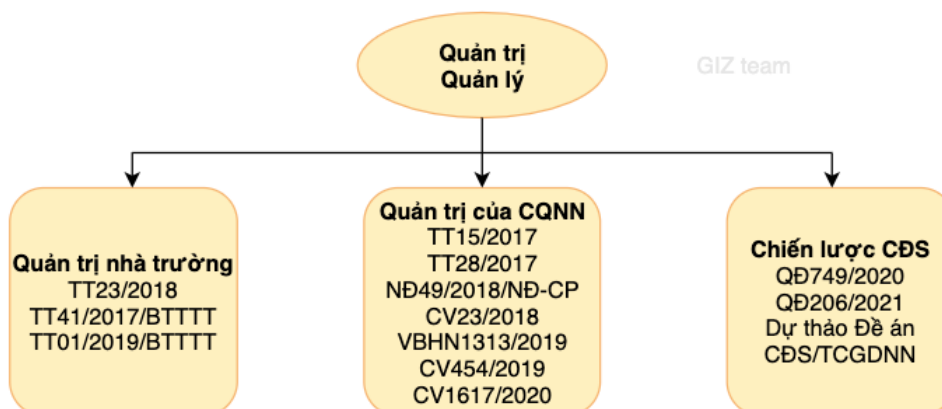 Quản trị
Quản lý
GIZ team
Quản trị nhà trường
TT23/2018
TT41/2017/BTTTT
TT01/2019/BTTTT
Quản trị của CQNN
TT15/2017
TT28/2017
NĐ49/2018/NĐ-CP
CV23/2018
VBHN1313/2019
CV454/2019
CV1617/2020
Chiến lược CĐS
QĐ749/2020
QĐ206/2021
Dự thảo Đề án
CĐS/TCGDNN